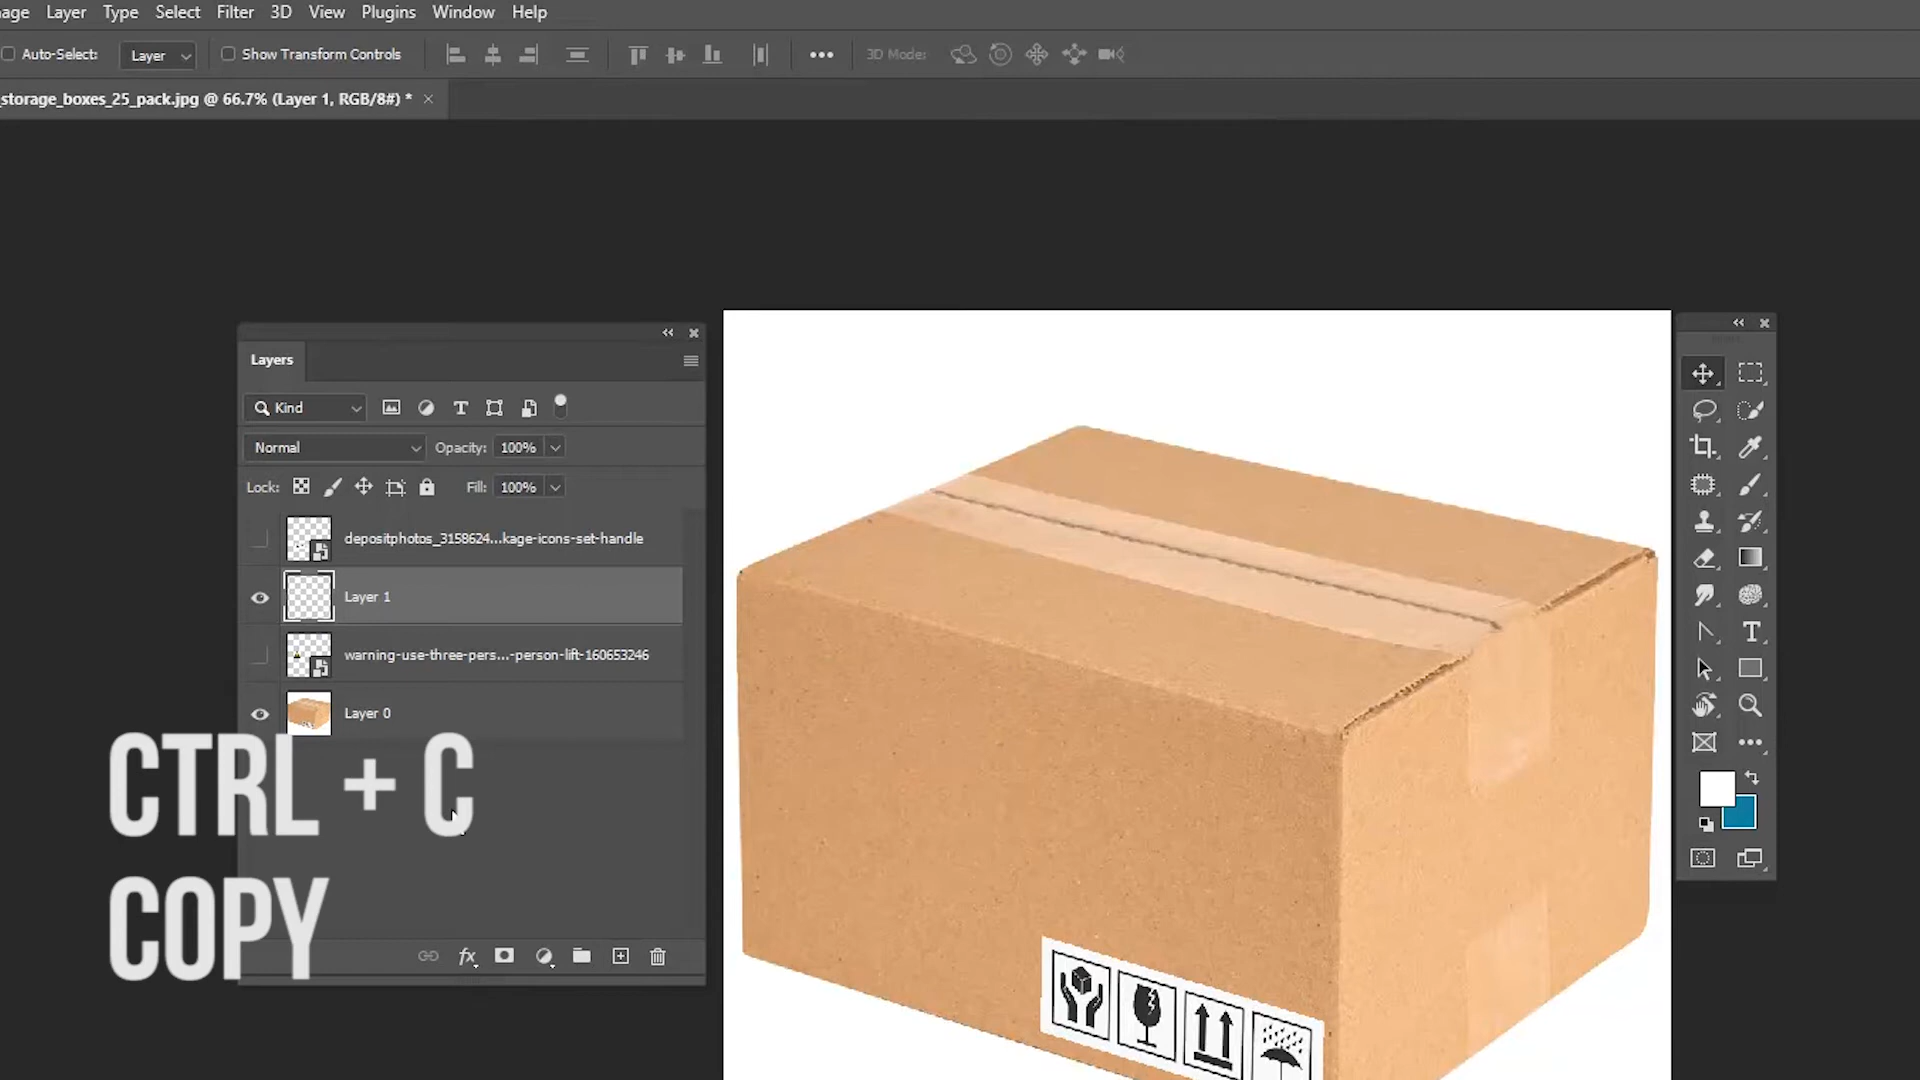 age Layer Type Select Filter 3D View Plugins Window Help
Auto-Select: Layer Show Transform Controls 3D Mode:
_storage_boxes_25_pack.jpg @ 66.7% (Layer 1, RGB/8#) * ×
Layers
Kind
Normal Opacity: 100%
Lock: Fill: 100%
depositphotos_3158624...kage-icons-set-handle
Layer 1
warning-use-three-pers...-person-lift-160653246
Layer 0
CTRL + C
COPY
fx